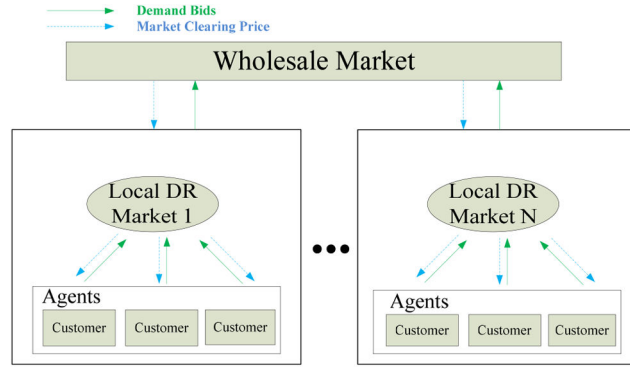 Demand Bids
Market Clearing Price
Wholesale Market
Local DR
Market 1
Agents
Customer Customer Customer
Local DR
Market N
Agents
Customer Customer Customer